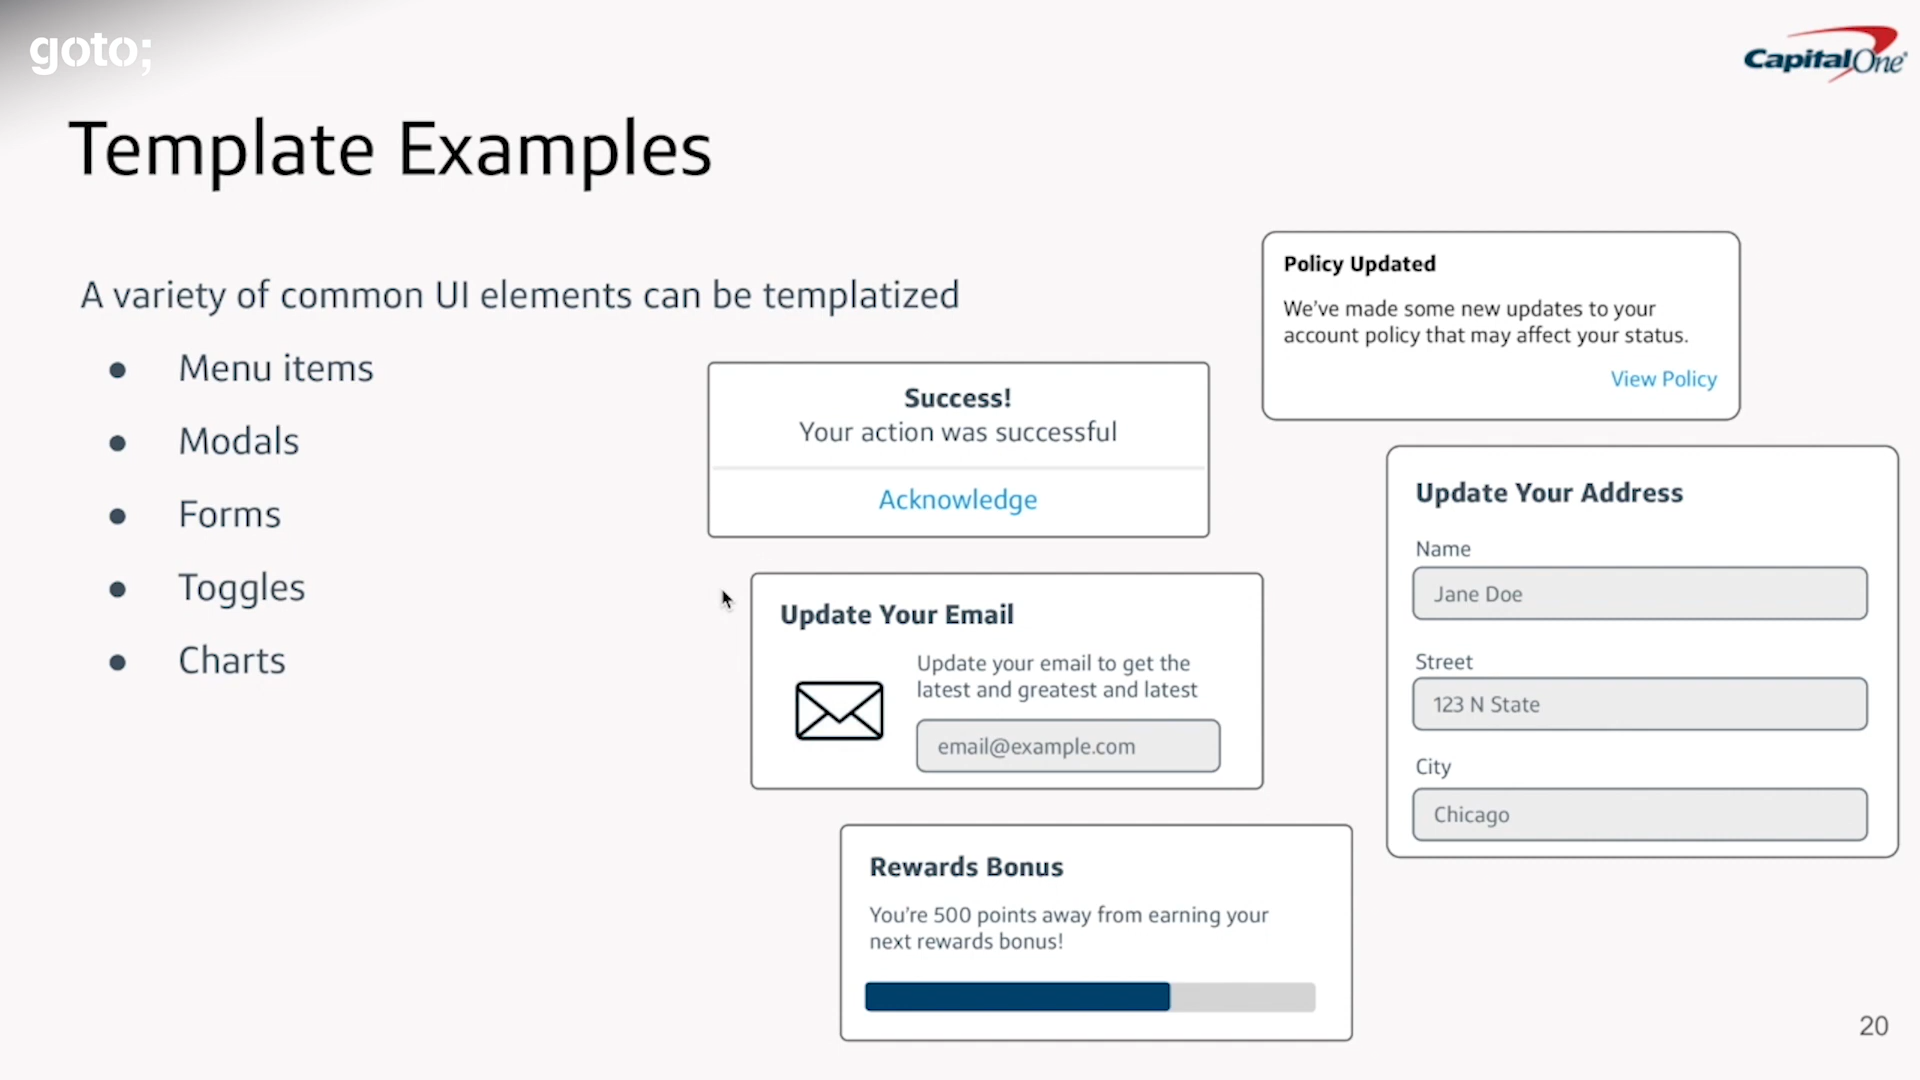 goto;
CapitalOne
Template Examples
A variety of common UI elements can be templatized
● Menu items
● Modals
● Forms
● Toggles
● Charts
Policy Updated
We've made some new updates to your
account policy that may affect your status.
View Policy
Success!
Your action was successful
Acknowledge
Update Your Email
Update your email to get the
latest and greatest and latest
email@example.com
Update Your Address
Name
Jane Doe
Street
123 N State
City
Chicago
Rewards Bonus
You're 500 points away from earning your
next rewards bonus!
20